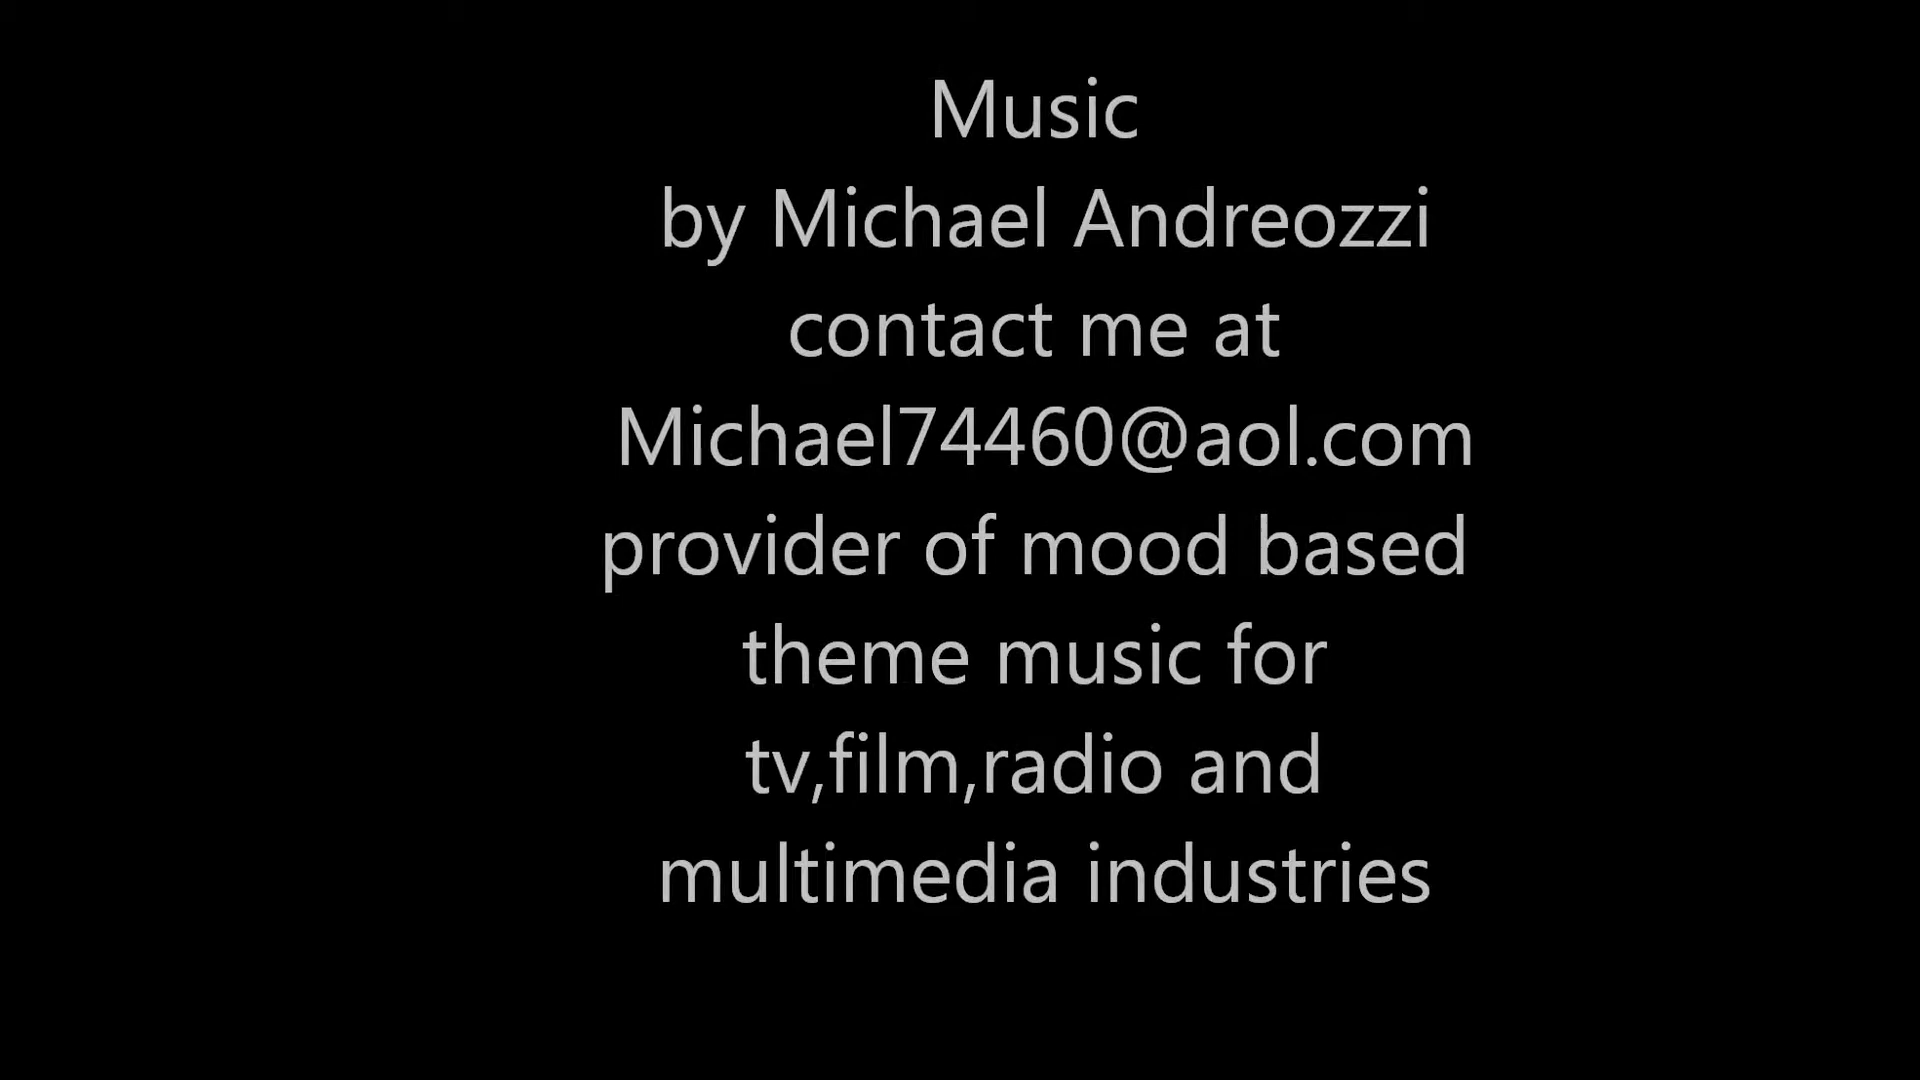 Music
by Michael Andreozzi
contact me at
Michael74460@aol.com
provider of mood based
theme music for
tv,film,radio and
multimedia industries